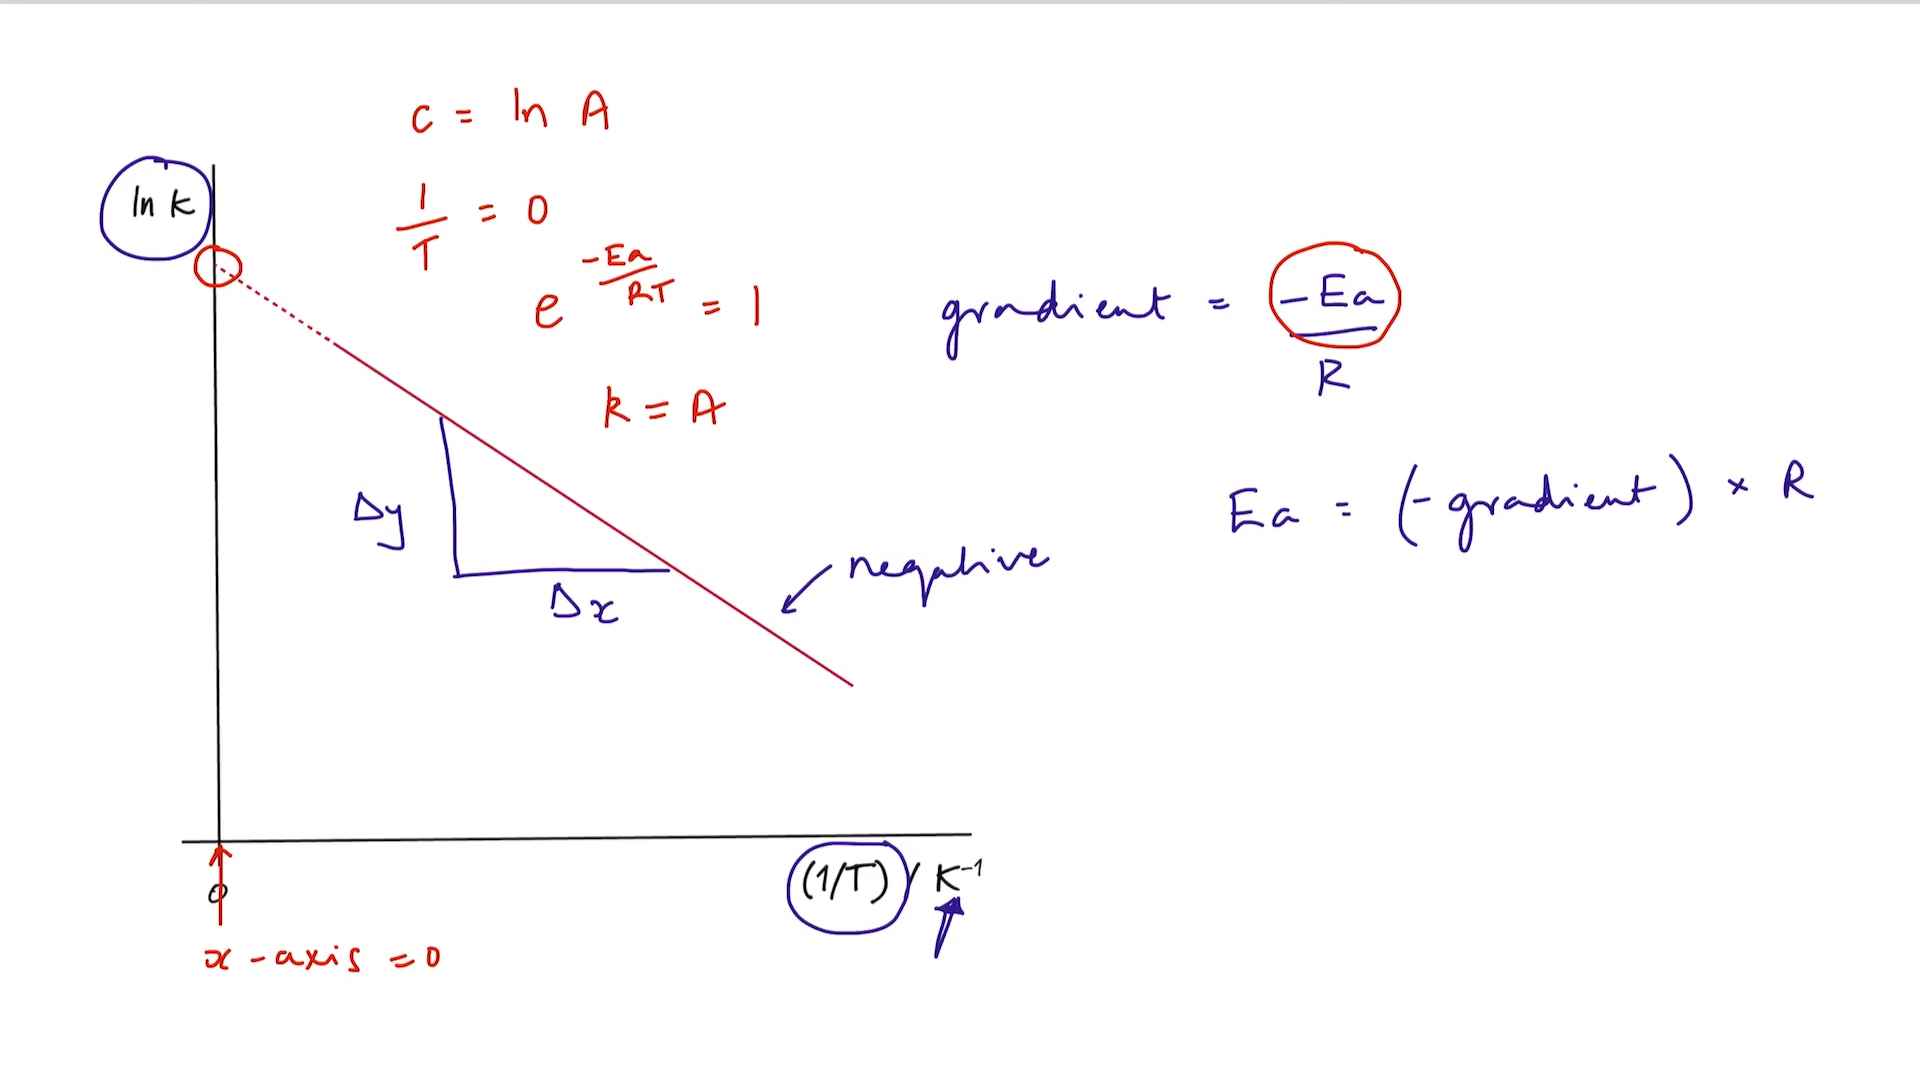 c = ln A
ln k
1/T = 0
e^(-Ea/RT) = 1
k = A
gradient = -Ea/R
Ea = (-gradient) × R
Δy
Δx
negative
(1/T) / K⁻¹
0
x-axis = 0